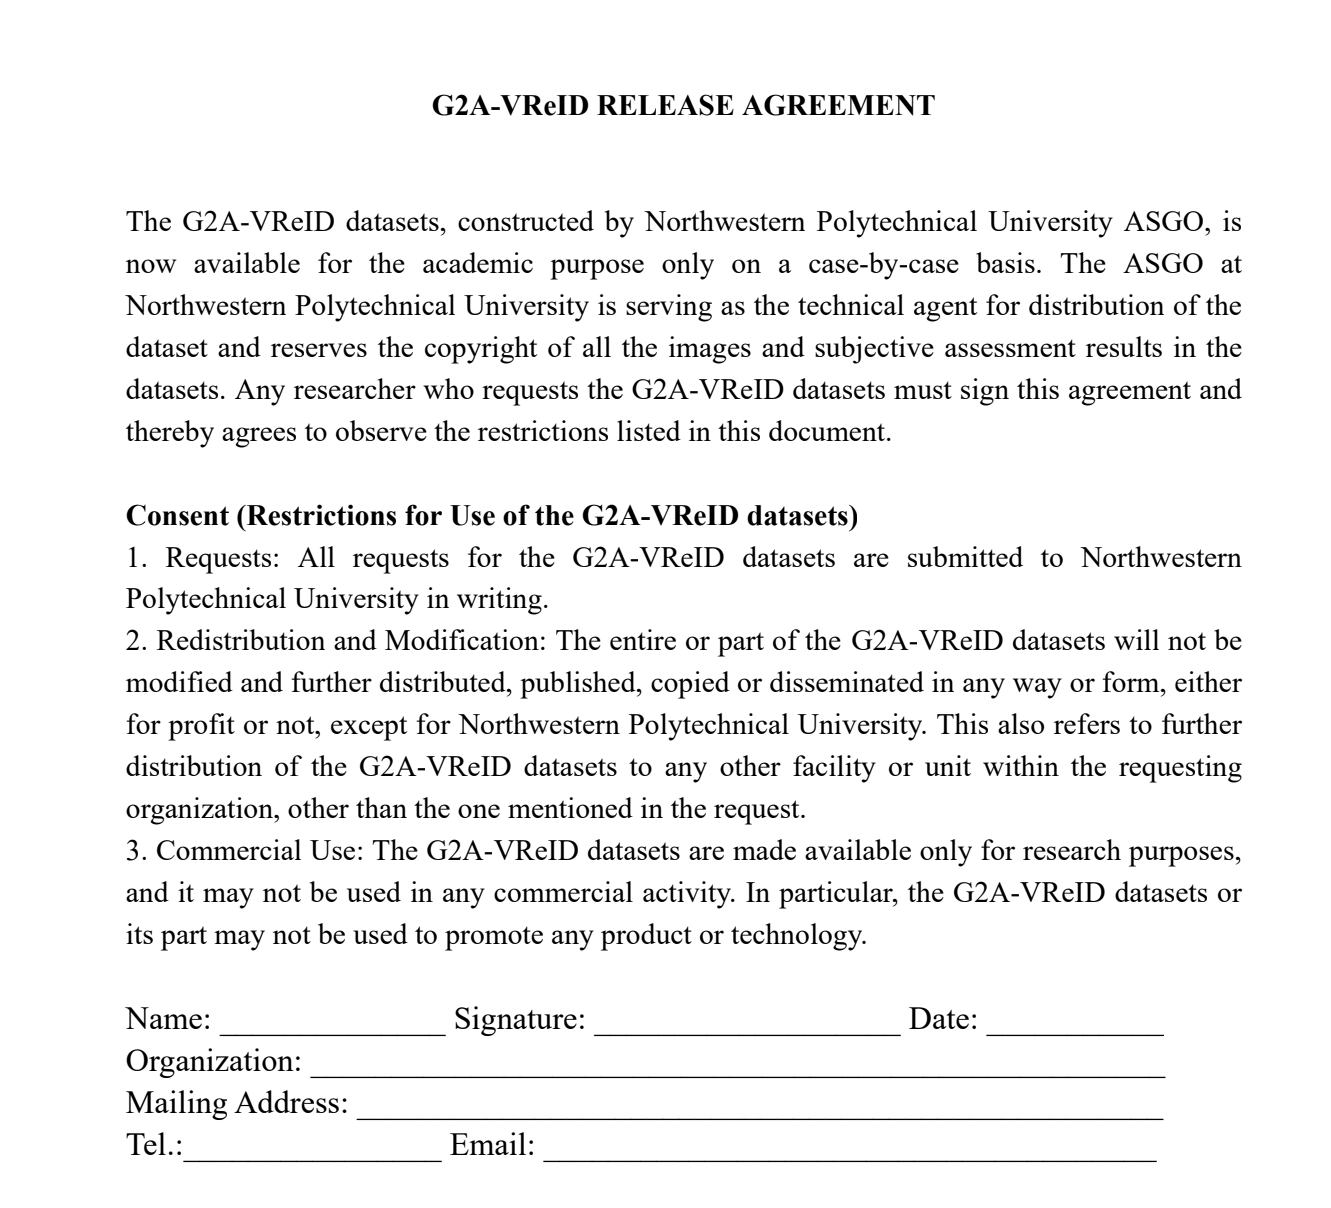 G2A-VReID RELEASE AGREEMENT
The G2A-VReID datasets, constructed by Northwestern Polytechnical University ASGO, is
now available for the academic purpose only on a case-by-case basis. The ASGO at
Northwestern Polytechnical University is serving as the technical agent for distribution of the
dataset and reserves the copyright of all the images and subjective assessment results in the
datasets. Any researcher who requests the G2A-VReID datasets must sign this agreement and
thereby agrees to observe the restrictions listed in this document.
Consent (Restrictions for Use of the G2A-VReID datasets)
1. Requests: All requests for the G2A-VReID datasets are submitted to Northwestern
Polytechnical University in writing.
2. Redistribution and Modification: The entire or part of the G2A-VReID datasets will not be
modified and further distributed, published, copied or disseminated in any way or form, either
for profit or not, except for Northwestern Polytechnical University. This also refers to further
distribution of the G2A-VReID datasets to any other facility or unit within the requesting
organization, other than the one mentioned in the request.
3. Commercial Use: The G2A-VReID datasets are made available only for research purposes,
and it may not be used in any commercial activity. In particular, the G2A-VReID datasets or
its part may not be used to promote any product or technology.
Name: ______________ Signature: ___________________ Date: ___________
Organization: _____________________________________________________
Mailing Address: __________________________________________________
Tel.:________________ Email: ______________________________________